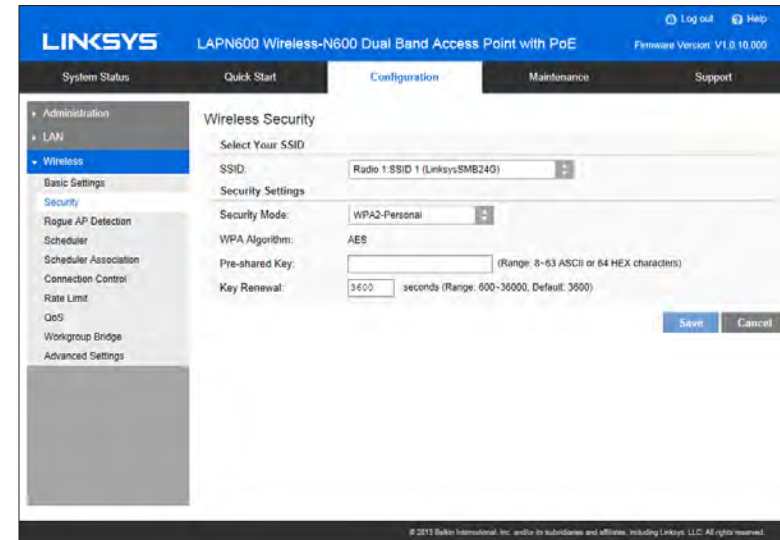 Log out Help
LINKSYS LAPN600 Wireless-N600 Dual Band Access Point with PoE Firmware Version: V1.0.10.000
System Status Quick Start Configuration Maintenance Support
Administration
LAN
Wireless
Basic Settings
Security
Rogue AP Detection
Scheduler
Scheduler Association
Connection Control
Rate Limit
QoS
Workgroup Bridge
Advanced Settings
Wireless Security
Select Your SSID
SSID: Radio 1:SSID 1 (LinksysSMB24G)
Security Settings
Security Mode: WPA2-Personal
WPA Algorithm: AES
Pre-shared Key: (Range: 8~63 ASCII or 64 HEX characters)
Key Renewal: 3600 seconds (Range: 600~36000, Default: 3600)
Save Cancel
© 2013 Belkin International, Inc. and/or its subsidiaries and affiliates, including Linksys, LLC. All rights reserved.